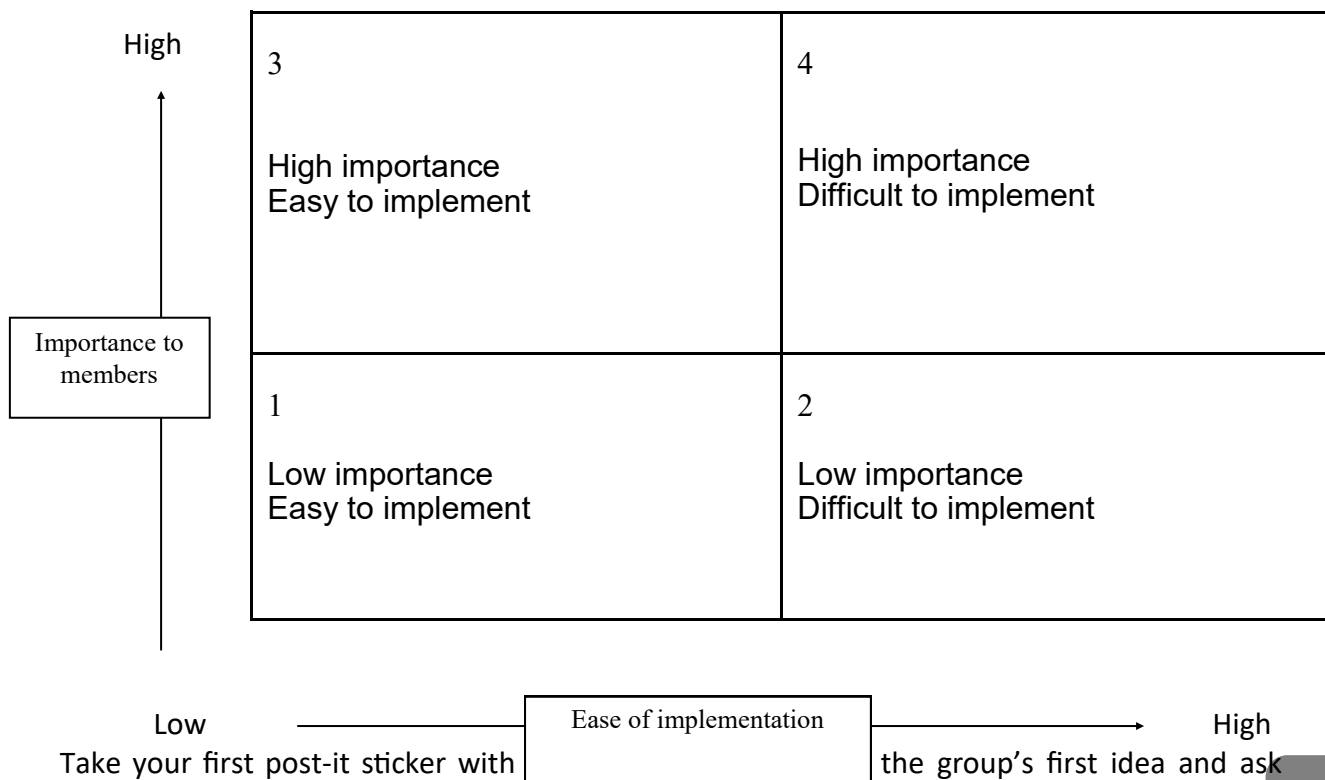 High
3
4
High importance
Easy to implement
High importance
Difficult to implement
Importance to
members
1
2
Low importance
Easy to implement
Low importance
Difficult to implement
Low
Ease of implementation
High
Take your first post-it sticker with the group’s first idea and ask